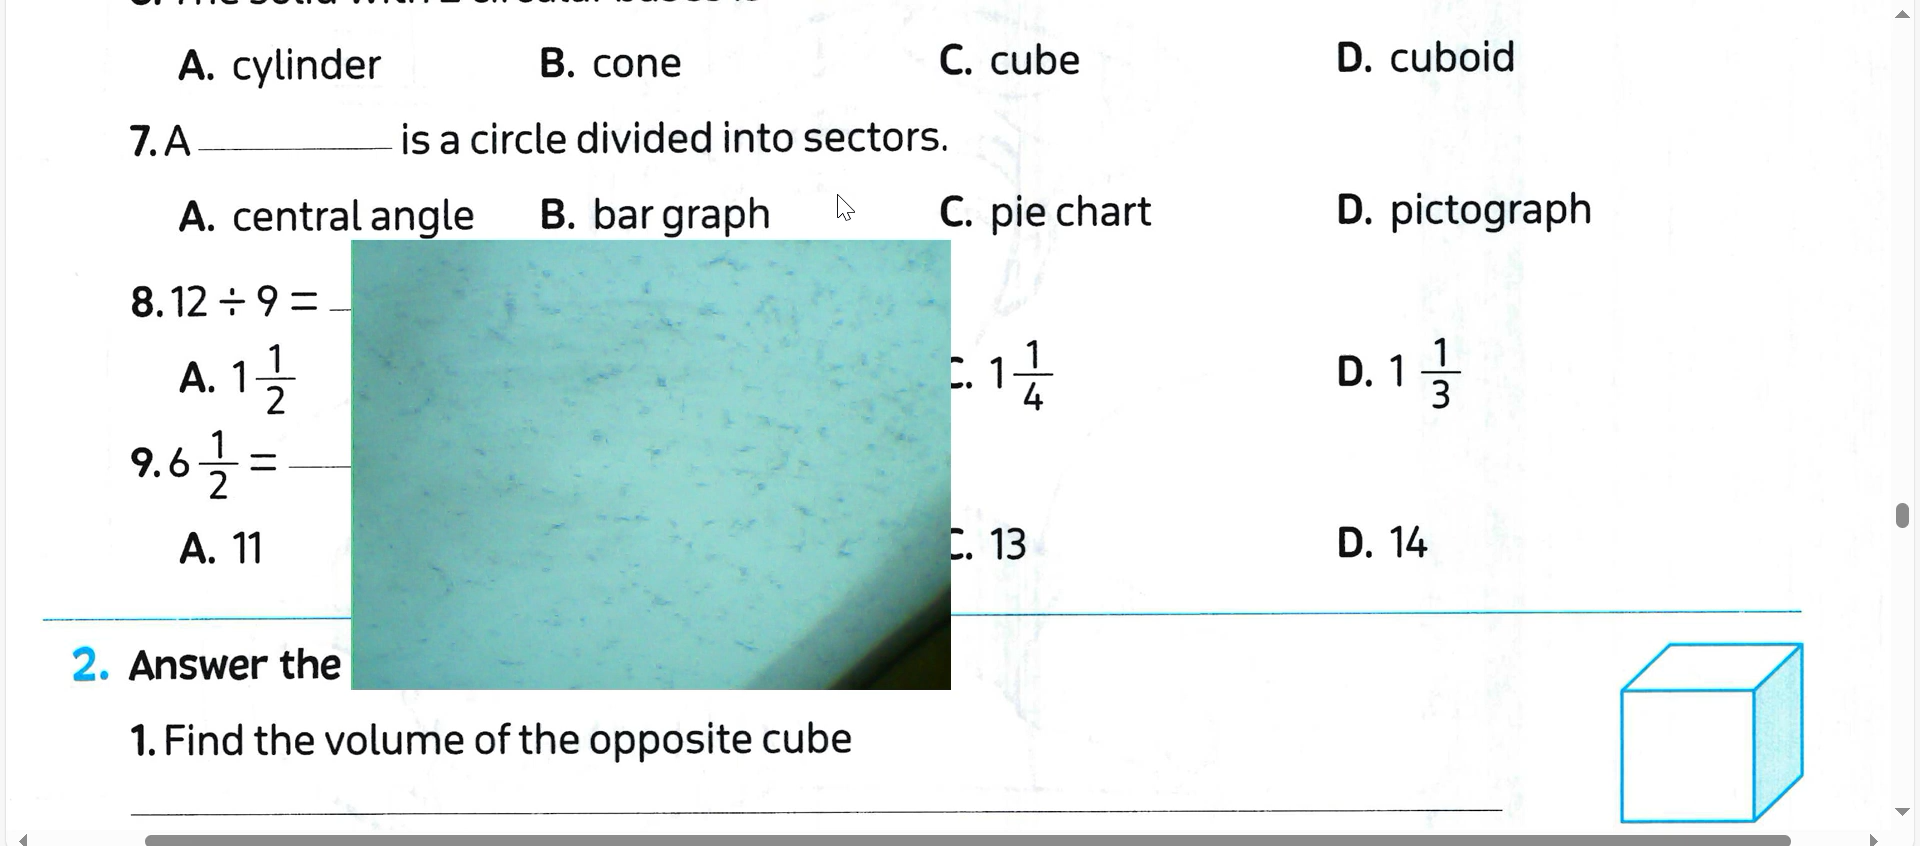 A. cylinder B. cone C. cube D. cuboid
7. A ________ is a circle divided into sectors.
A. central angle B. bar graph C. pie chart D. pictograph
8. 12 ÷ 9 = _
A. 1 1/2 C. 1 1/4 D. 1 1/3
9. 6 1/2 = ___
A. 11 C. 13 D. 14
2. Answer the
1. Find the volume of the opposite cube